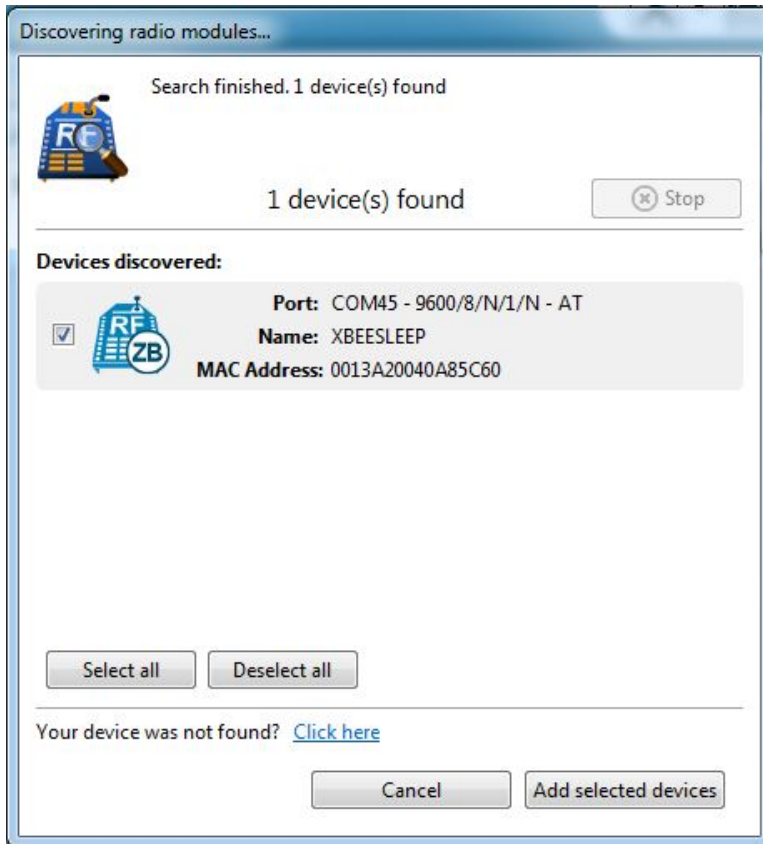 Discovering radio modules...
Search finished. 1 device(s) found
RF
1 device(s) found
Stop
Devices discovered:
Port: COM45 - 9600/8/N/1/N - AT
RF
ZB
Name: XBEESLEEP
MAC Address: 0013A20040A85C60
Select all Deselect all
Your device was not found? Click here
Cancel Add selected devices